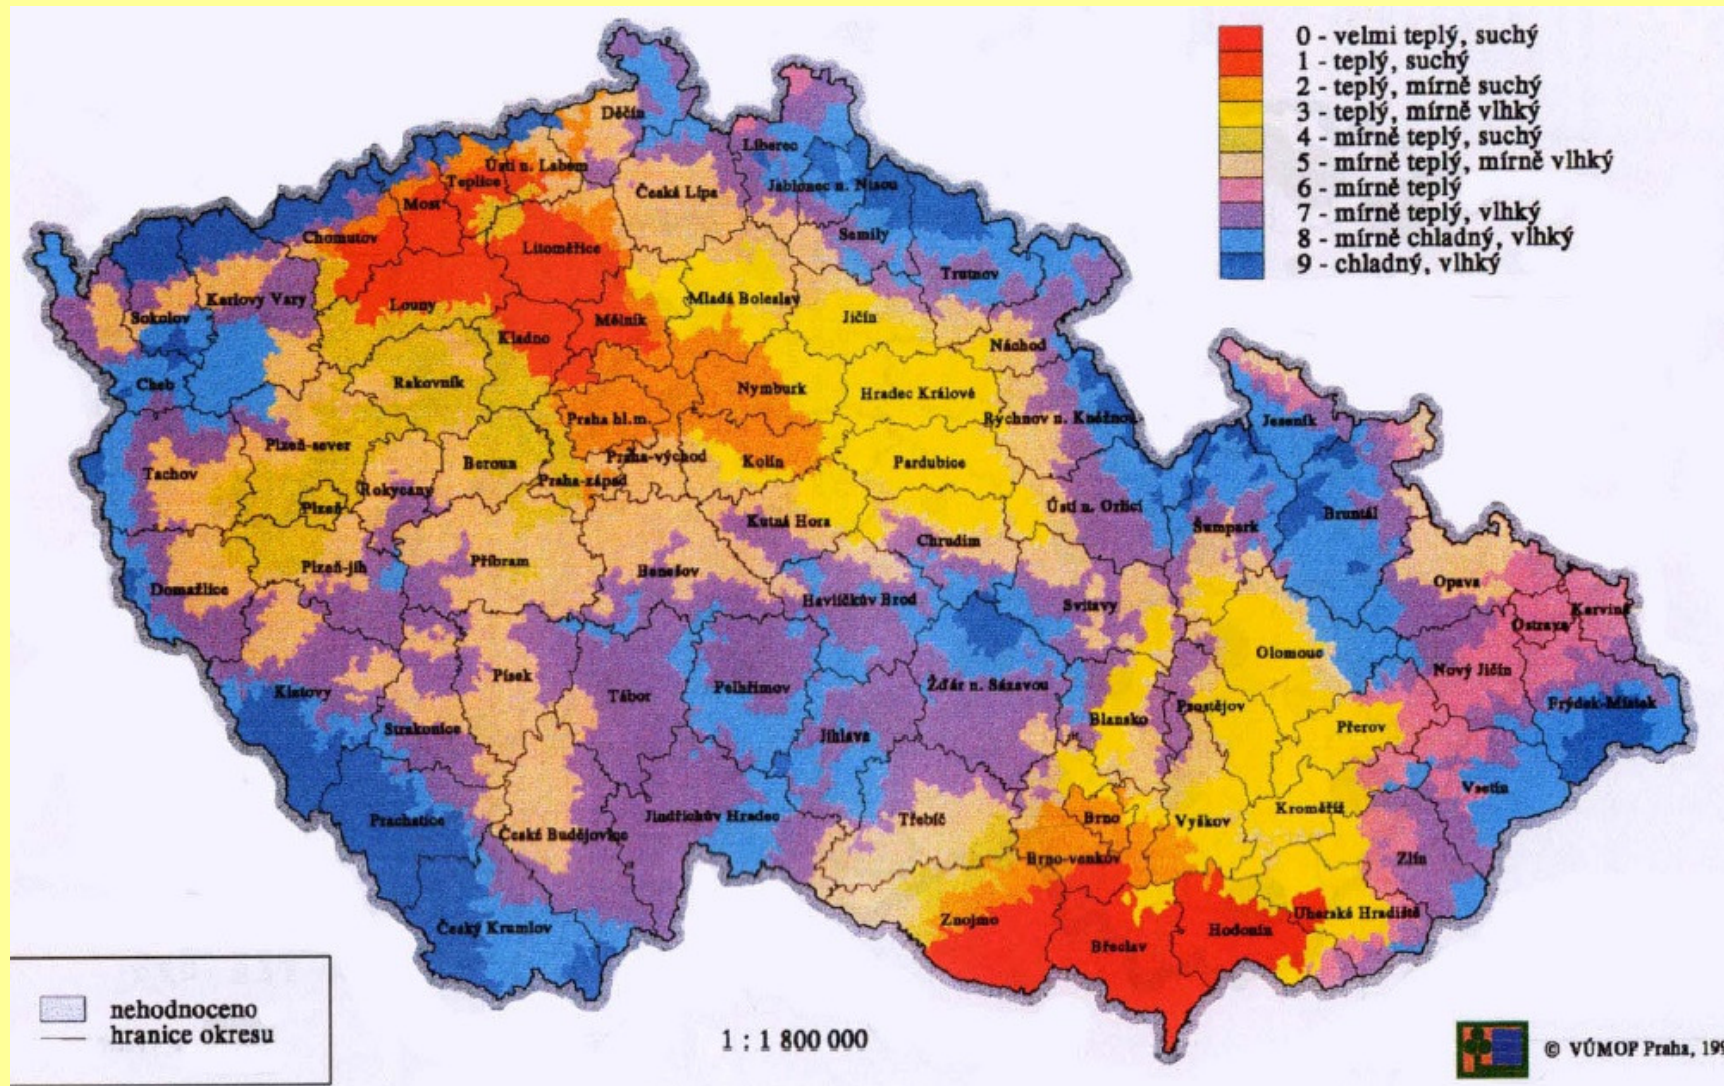 0 - velmi teplý, suchý
1 - teplý, suchý
2 - teplý, mírně suchý
3 - teplý, mírně vlhký
4 - mírně teplý, suchý
5 - mírně teplý, mírně vlhký
6 - mírně teplý
7 - mírně teplý, vlhký
8 - mírně chladný, vlhký
9 - chladný, vlhký
Děčín
Liberec
Ústí n. Labem
Teplice
Jablonec n. Nisou
Česká Lípa
Most
Semily
Chomutov
Litoměřice
Trutnov
Karlovy Vary
Mladá Boleslav
Louny
Sokolov
Mělník
Jičín
Kladno
Náchod
Cheb
Rakovník
Nymburk
Hradec Králové
Praha hl.m.
Rychnov n. Kněžnou
Jeseník
Plzeň-sever
Praha-východ
Beroun
Kolín
Pardubice
Tachov
Praha-západ
Rokycany
Plzeň
Ústí n. Orlicí
Bruntál
Kutná Hora
Šumpark
Chrudim
Příbram
Plzeň-jih
Benešov
Opava
Domažlice
Havlíčkův Brod
Svitavy
Karviná
Ostrava
Olomouc
Nový Jičín
Písek
Pelhřimov
Žďár n. Sázavou
Klatovy
Tábor
Frýdek-Místek
Prostějov
Blansko
Strakonice
Přerov
Jihlava
Vsetín
Kroměříž
Prachatice
Jindřichův Hradec
Třebíč
Brno
Vyškov
České Budějovice
Brno-venkov
Zlín
Uherské Hradiště
Znojmo
Český Krumlov
Hodonín
Břeclav
nehodnoceno
hranice okresu
1 : 1 800 000
© VÚMOP Praha, 199